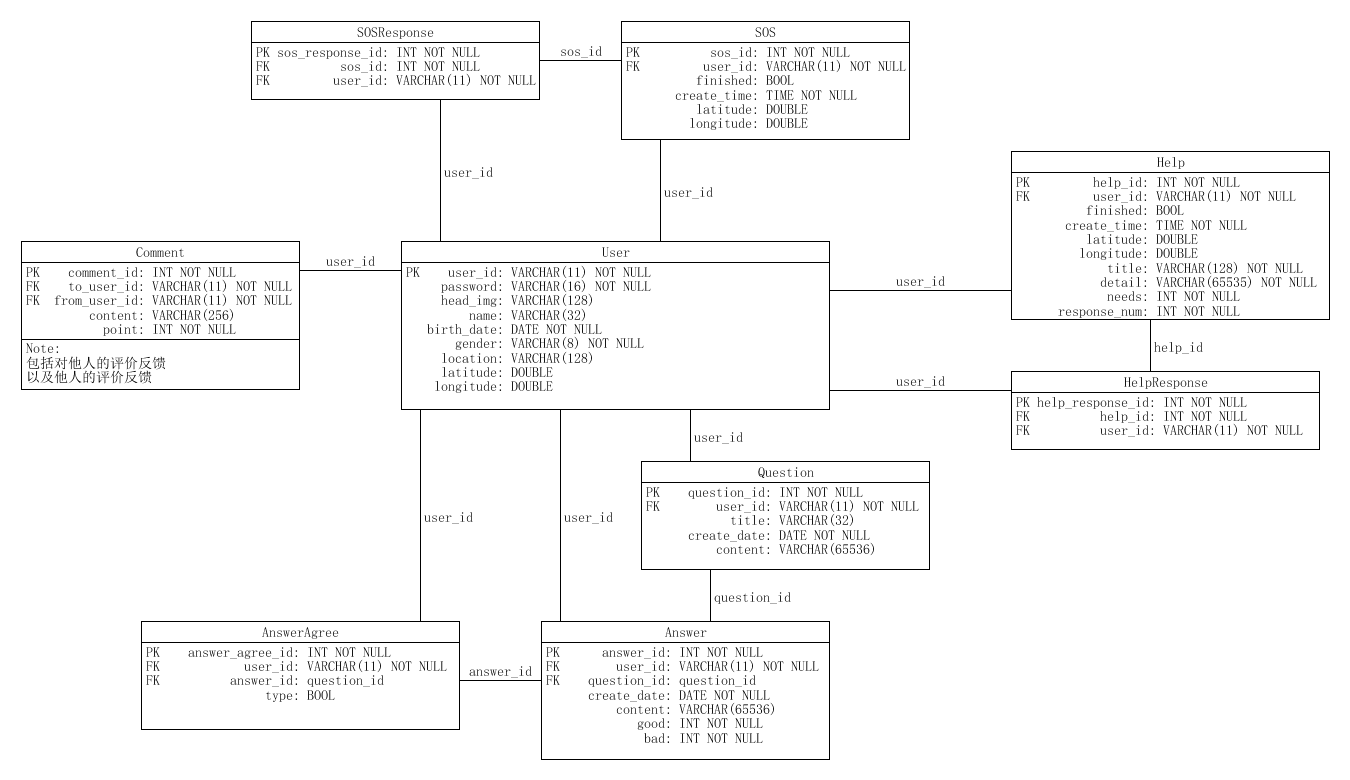 SOSResponse
PK sos_response_id: INT NOT NULL
FK sos_id: INT NOT NULL
FK user_id: VARCHAR(11) NOT NULL
sos_id
SOS
PK sos_id: INT NOT NULL
FK user_id: VARCHAR(11) NOT NULL
finished: BOOL
create_time: TIME NOT NULL
latitude: DOUBLE
longitude: DOUBLE
user_id
user_id
Help
PK help_id: INT NOT NULL
FK user_id: VARCHAR(11) NOT NULL
finished: BOOL
create_time: TIME NOT NULL
latitude: DOUBLE
longitude: DOUBLE
title: VARCHAR(128) NOT NULL
detail: VARCHAR(65535) NOT NULL
needs: INT NOT NULL
response_num: INT NOT NULL
Comment
PK comment_id: INT NOT NULL
FK to_user_id: VARCHAR(11) NOT NULL
FK from_user_id: VARCHAR(11) NOT NULL
content: VARCHAR(256)
point: INT NOT NULL
Note:
包括对他人的评价反馈
以及他人的评价反馈
user_id
User
PK user_id: VARCHAR(11) NOT NULL
password: VARCHAR(16) NOT NULL
head_img: VARCHAR(128)
name: VARCHAR(32)
birth_date: DATE NOT NULL
gender: VARCHAR(8) NOT NULL
location: VARCHAR(128)
latitude: DOUBLE
longitude: DOUBLE
user_id
help_id
user_id
HelpResponse
PK help_response_id: INT NOT NULL
FK help_id: INT NOT NULL
FK user_id: VARCHAR(11) NOT NULL
user_id
Question
PK question_id: INT NOT NULL
FK user_id: VARCHAR(11) NOT NULL
title: VARCHAR(32)
create_date: DATE NOT NULL
content: VARCHAR(65536)
user_id
user_id
question_id
AnswerAgree
PK answer_agree_id: INT NOT NULL
FK user_id: VARCHAR(11) NOT NULL
FK answer_id: question_id
type: BOOL
answer_id
Answer
PK answer_id: INT NOT NULL
FK user_id: VARCHAR(11) NOT NULL
FK question_id: question_id
create_date: DATE NOT NULL
content: VARCHAR(65536)
good: INT NOT NULL
bad: INT NOT NULL